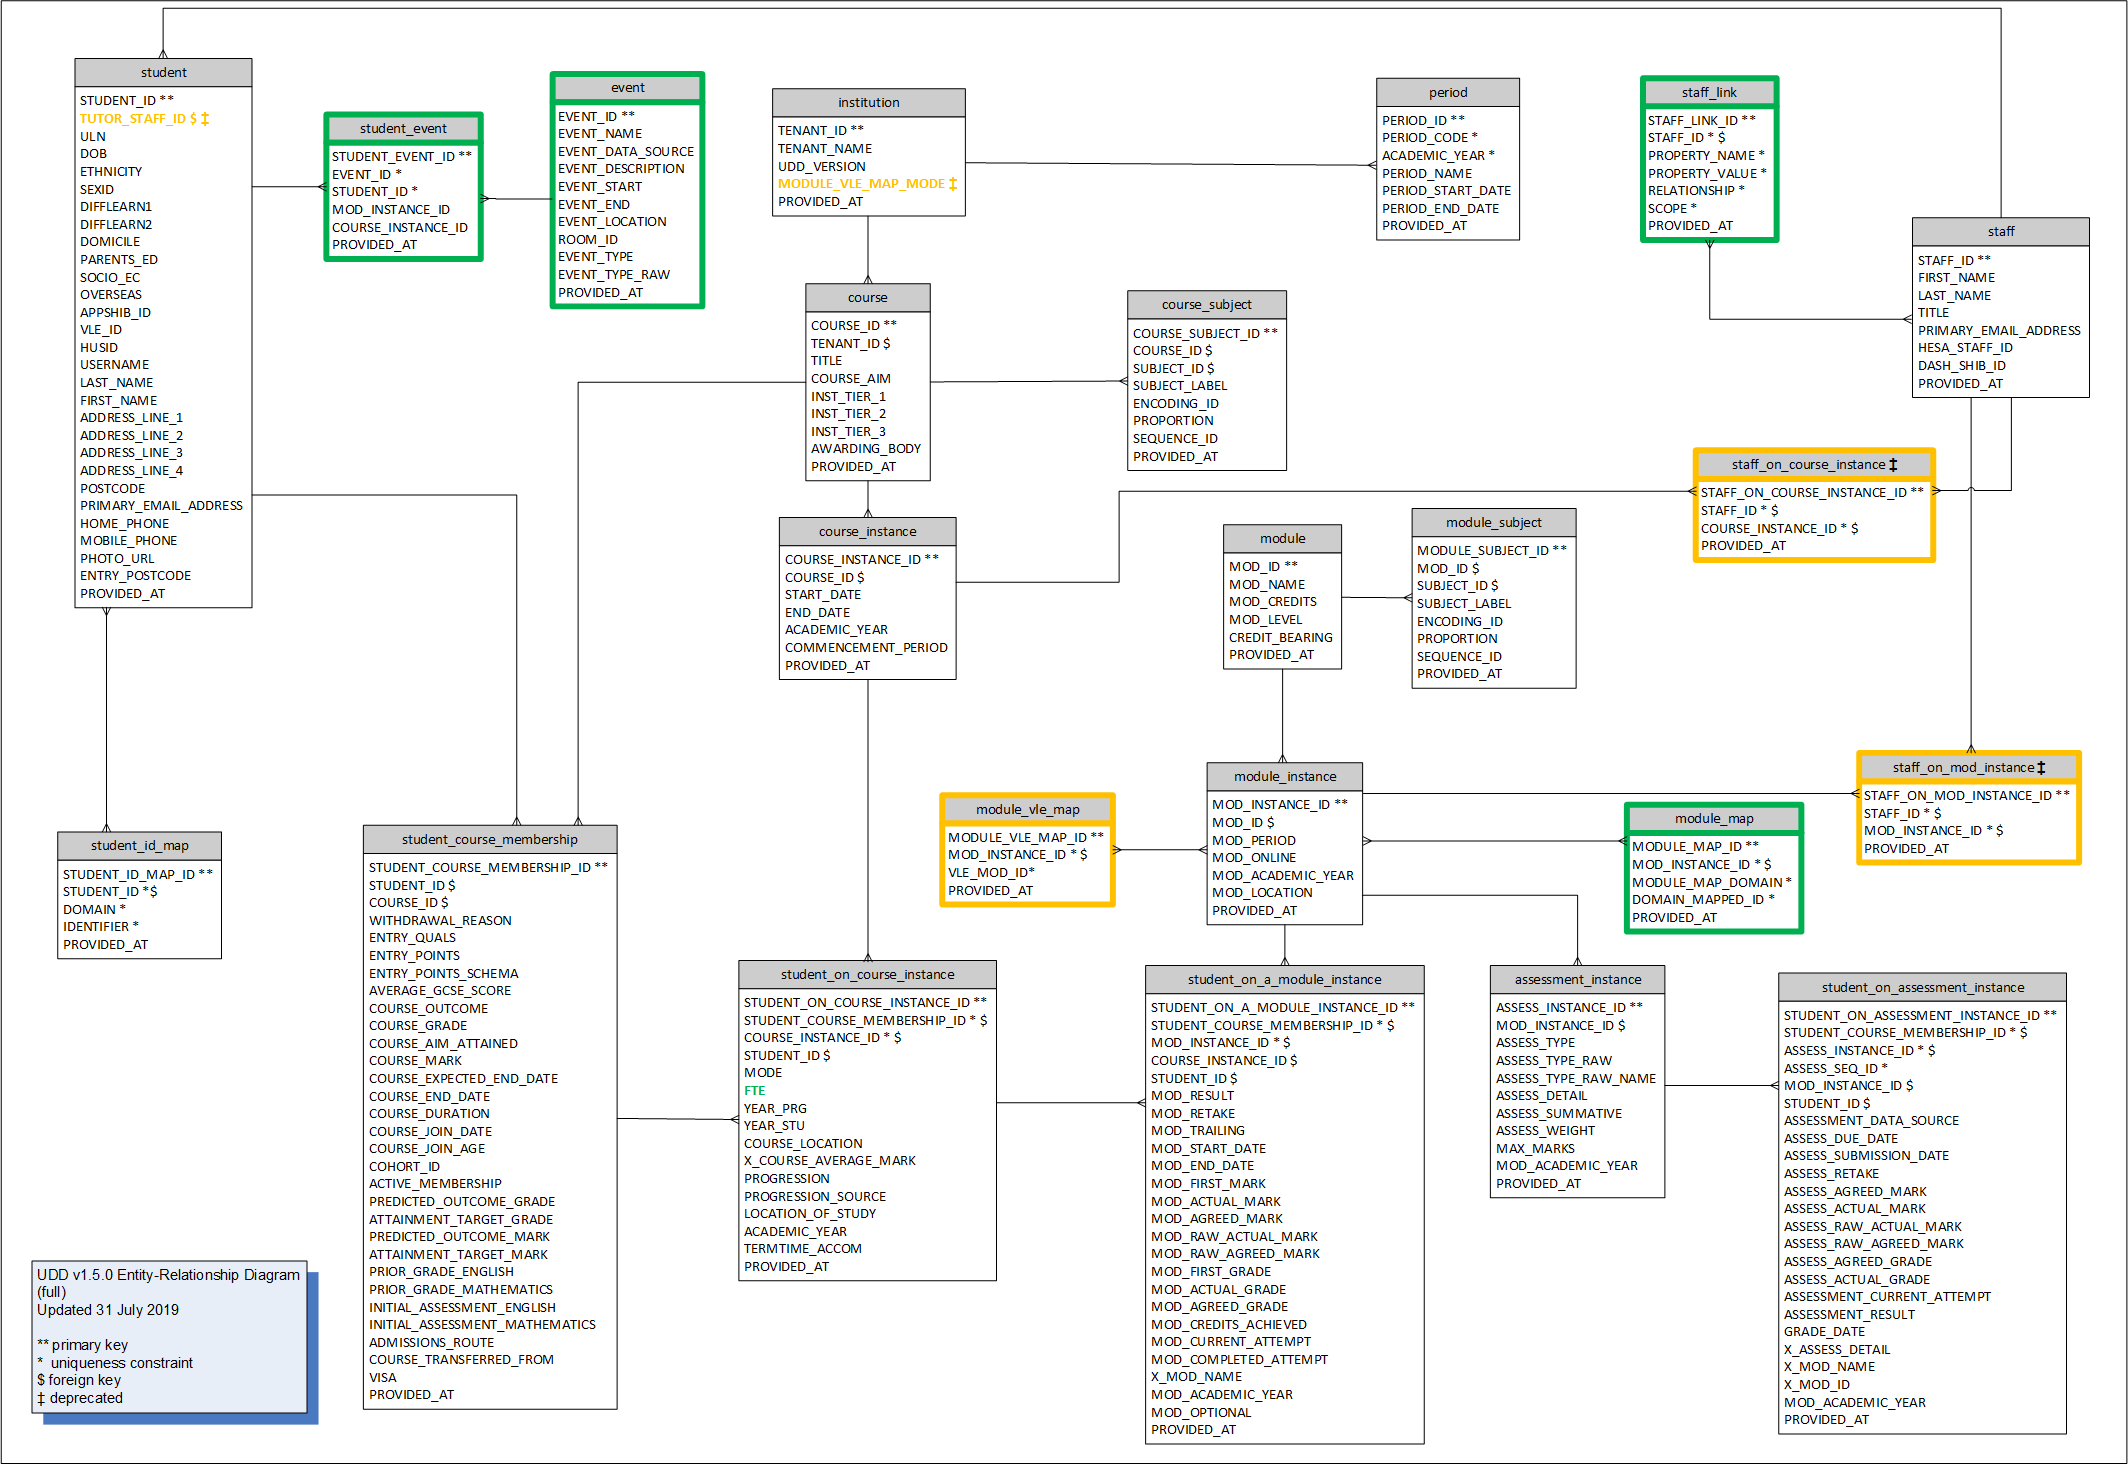 student
STUDENT_ID **
TUTOR_STAFF_ID $ ‡
ULN
DOB
ETHNICITY
SEXID
DIFFLEARN1
DIFFLEARN2
DOMICILE
PARENTS_ED
SOCIO_EC
OVERSEAS
APPSHIB_ID
VLE_ID
HUSID
USERNAME
LAST_NAME
FIRST_NAME
ADDRESS_LINE_1
ADDRESS_LINE_2
ADDRESS_LINE_3
ADDRESS_LINE_4
POSTCODE
PRIMARY_EMAIL_ADDRESS
HOME_PHONE
MOBILE_PHONE
PHOTO_URL
ENTRY_POSTCODE
PROVIDED_AT
student_event
STUDENT_EVENT_ID **
EVENT_ID *
STUDENT_ID *
MOD_INSTANCE_ID
COURSE_INSTANCE_ID
PROVIDED_AT
event
EVENT_ID **
EVENT_NAME
EVENT_DATA_SOURCE
EVENT_DESCRIPTION
EVENT_START
EVENT_END
EVENT_LOCATION
ROOM_ID
EVENT_TYPE
EVENT_TYPE_RAW
PROVIDED_AT
institution
TENANT_ID **
TENANT_NAME
UDD_VERSION
MODULE_VLE_MAP_MODE ‡
PROVIDED_AT
period
PERIOD_ID **
PERIOD_CODE *
ACADEMIC_YEAR *
PERIOD_NAME
PERIOD_START_DATE
PERIOD_END_DATE
PROVIDED_AT
staff_link
STAFF_LINK_ID **
STAFF_ID * $
PROPERTY_NAME *
PROPERTY_VALUE *
RELATIONSHIP *
SCOPE *
PROVIDED_AT
staff
STAFF_ID **
FIRST_NAME
LAST_NAME
TITLE
PRIMARY_EMAIL_ADDRESS
HESA_STAFF_ID
DASH_SHIB_ID
PROVIDED_AT
course
COURSE_ID **
TENANT_ID $
TITLE
COURSE_AIM
INST_TIER_1
INST_TIER_2
INST_TIER_3
AWARDING_BODY
PROVIDED_AT
course_subject
COURSE_SUBJECT_ID **
COURSE_ID $
SUBJECT_ID $
SUBJECT_LABEL
ENCODING_ID
PROPORTION
SEQUENCE_ID
PROVIDED_AT
staff_on_course_instance ‡
STAFF_ON_COURSE_INSTANCE_ID **
STAFF_ID * $
COURSE_INSTANCE_ID * $
PROVIDED_AT
course_instance
COURSE_INSTANCE_ID **
COURSE_ID $
START_DATE
END_DATE
ACADEMIC_YEAR
COMMENCEMENT_PERIOD
PROVIDED_AT
module
MOD_ID **
MOD_NAME
MOD_CREDITS
MOD_LEVEL
CREDIT_BEARING
PROVIDED_AT
module_subject
MODULE_SUBJECT_ID **
MOD_ID $
SUBJECT_ID $
SUBJECT_LABEL
ENCODING_ID
PROPORTION
SEQUENCE_ID
PROVIDED_AT
module_vle_map
MODULE_VLE_MAP_ID **
MOD_INSTANCE_ID * $
VLE_MOD_ID*
PROVIDED_AT
module_instance
MOD_INSTANCE_ID **
MOD_ID $
MOD_PERIOD
MOD_ONLINE
MOD_ACADEMIC_YEAR
MOD_LOCATION
PROVIDED_AT
module_map
MODULE_MAP_ID **
MOD_INSTANCE_ID * $
MODULE_MAP_DOMAIN *
DOMAIN_MAPPED_ID *
PROVIDED_AT
staff_on_mod_instance ‡
STAFF_ON_MOD_INSTANCE_ID **
STAFF_ID * $
MOD_INSTANCE_ID * $
PROVIDED_AT
student_id_map
STUDENT_ID_MAP_ID **
STUDENT_ID *$
DOMAIN *
IDENTIFIER *
PROVIDED_AT
student_course_membership
STUDENT_COURSE_MEMBERSHIP_ID **
STUDENT_ID $
COURSE_ID $
WITHDRAWAL_REASON
ENTRY_QUALS
ENTRY_POINTS
ENTRY_POINTS_SCHEMA
AVERAGE_GCSE_SCORE
COURSE_OUTCOME
COURSE_GRADE
COURSE_AIM_ATTAINED
COURSE_MARK
COURSE_EXPECTED_END_DATE
COURSE_END_DATE
COURSE_DURATION
COURSE_JOIN_DATE
COURSE_JOIN_AGE
COHORT_ID
ACTIVE_MEMBERSHIP
PREDICTED_OUTCOME_GRADE
ATTAINMENT_TARGET_GRADE
PREDICTED_OUTCOME_MARK
ATTAINMENT_TARGET_MARK
PRIOR_GRADE_ENGLISH
PRIOR_GRADE_MATHEMATICS
INITIAL_ASSESSMENT_ENGLISH
INITIAL_ASSESSMENT_MATHEMATICS
ADMISSIONS_ROUTE
COURSE_TRANSFERRED_FROM
VISA
PROVIDED_AT
student_on_course_instance
STUDENT_ON_COURSE_INSTANCE_ID **
STUDENT_COURSE_MEMBERSHIP_ID * $
COURSE_INSTANCE_ID * $
STUDENT_ID $
MODE
FTE
YEAR_PRG
YEAR_STU
COURSE_LOCATION
X_COURSE_AVERAGE_MARK
PROGRESSION
PROGRESSION_SOURCE
LOCATION_OF_STUDY
ACADEMIC_YEAR
TERMTIME_ACCOM
PROVIDED_AT
student_on_a_module_instance
STUDENT_ON_A_MODULE_INSTANCE_ID **
STUDENT_COURSE_MEMBERSHIP_ID * $
MOD_INSTANCE_ID * $
COURSE_INSTANCE_ID $
STUDENT_ID $
MOD_RESULT
MOD_RETAKE
MOD_TRAILING
MOD_START_DATE
MOD_END_DATE
MOD_FIRST_MARK
MOD_ACTUAL_MARK
MOD_AGREED_MARK
MOD_RAW_ACTUAL_MARK
MOD_RAW_AGREED_MARK
MOD_FIRST_GRADE
MOD_ACTUAL_GRADE
MOD_AGREED_GRADE
MOD_CREDITS_ACHIEVED
MOD_CURRENT_ATTEMPT
MOD_COMPLETED_ATTEMPT
X_MOD_NAME
MOD_ACADEMIC_YEAR
MOD_OPTIONAL
PROVIDED_AT
assessment_instance
ASSESS_INSTANCE_ID **
MOD_INSTANCE_ID $
ASSESS_TYPE
ASSESS_TYPE_RAW
ASSESS_TYPE_RAW_NAME
ASSESS_DETAIL
ASSESS_SUMMATIVE
ASSESS_WEIGHT
MAX_MARKS
MOD_ACADEMIC_YEAR
PROVIDED_AT
student_on_assessment_instance
STUDENT_ON_ASSESSMENT_INSTANCE_ID **
STUDENT_COURSE_MEMBERSHIP_ID * $
ASSESS_INSTANCE_ID * $
ASSESS_SEQ_ID *
MOD_INSTANCE_ID $
STUDENT_ID $
ASSESSMENT_DATA_SOURCE
ASSESS_DUE_DATE
ASSESS_SUBMISSION_DATE
ASSESS_RETAKE
ASSESS_AGREED_MARK
ASSESS_ACTUAL_MARK
ASSESS_RAW_ACTUAL_MARK
ASSESS_RAW_AGREED_MARK
ASSESS_AGREED_GRADE
ASSESS_ACTUAL_GRADE
ASSESSMENT_CURRENT_ATTEMPT
ASSESSMENT_RESULT
GRADE_DATE
X_ASSESS_DETAIL
X_MOD_NAME
X_MOD_ID
MOD_ACADEMIC_YEAR
PROVIDED_AT
UDD v1.5.0 Entity-Relationship Diagram
(full)
Updated 31 July 2019
** primary key
* uniqueness constraint
$ foreign key
‡ deprecated